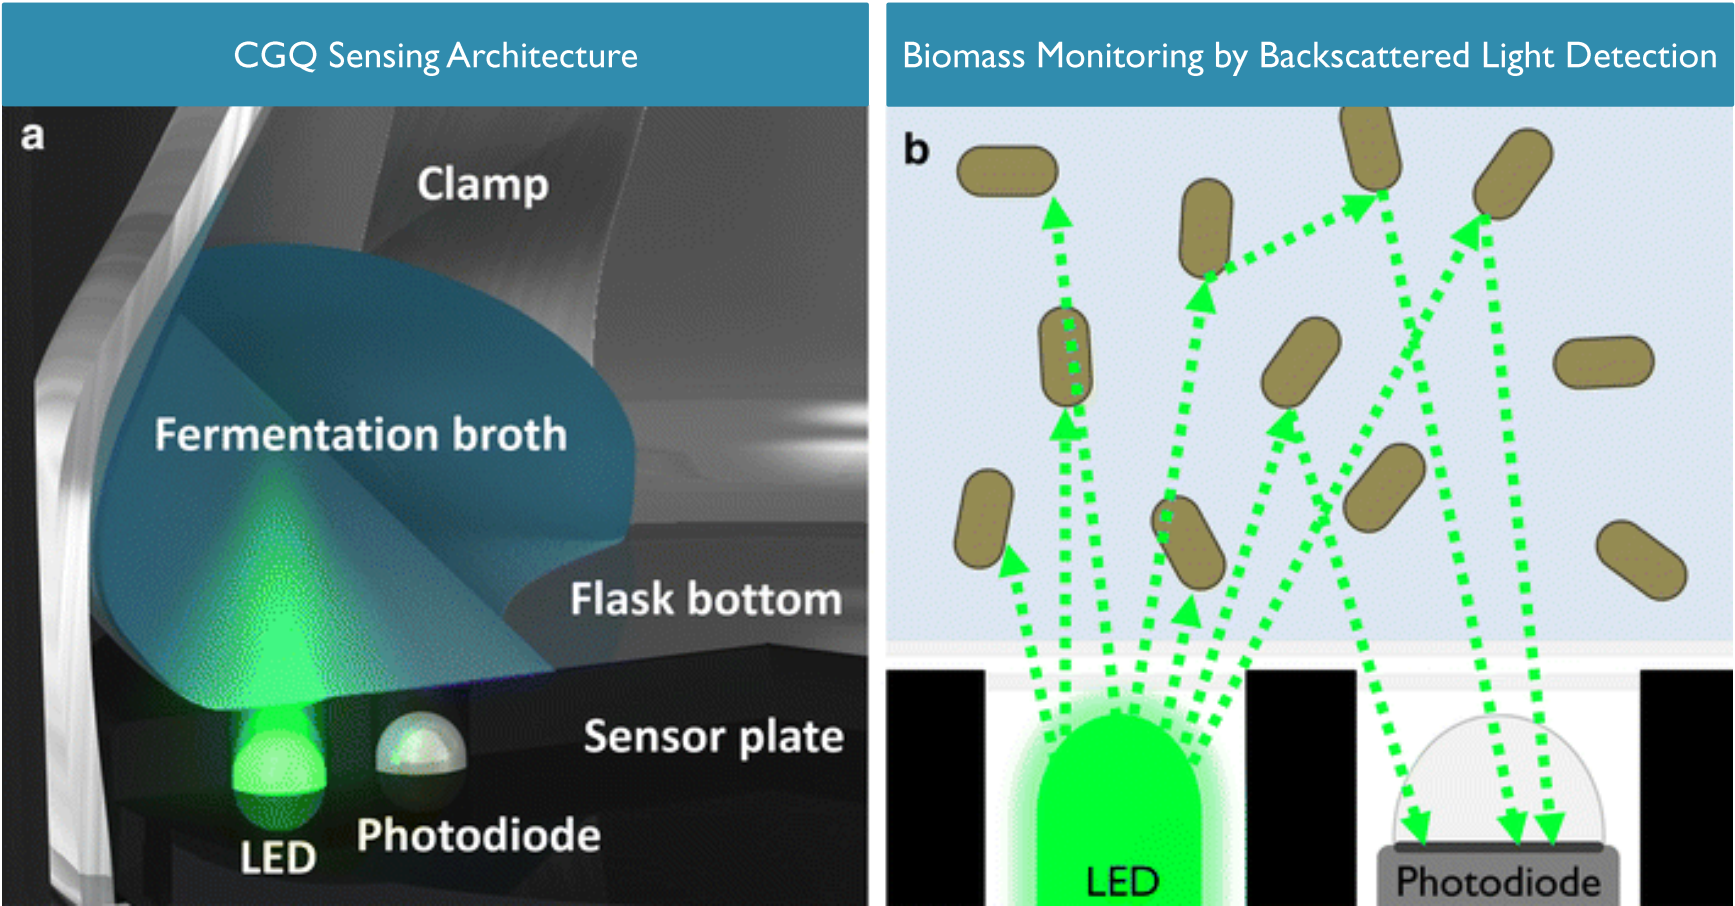 CGQ Sensing Architecture
Biomass Monitoring by Backscattered Light Detection
a
Clamp
Fermentation broth
Flask bottom
Sensor plate
Photodiode
LED
b
LED
Photodiode